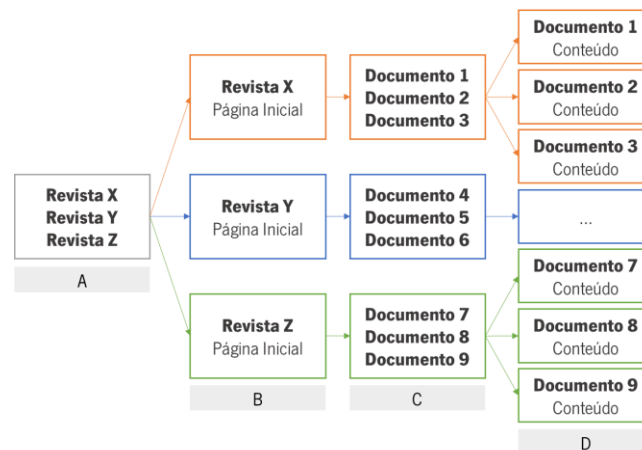 Revista X
Revista Y
Revista Z
A
Revista X
Página Inicial
Revista Y
Página Inicial
Revista Z
Página Inicial
B
Documento 1
Documento 2
Documento 3
Documento 4
Documento 5
Documento 6
Documento 7
Documento 8
Documento 9
C
Documento 1
Conteúdo
Documento 2
Conteúdo
Documento 3
Conteúdo
...
Documento 7
Conteúdo
Documento 8
Conteúdo
Documento 9
Conteúdo
D